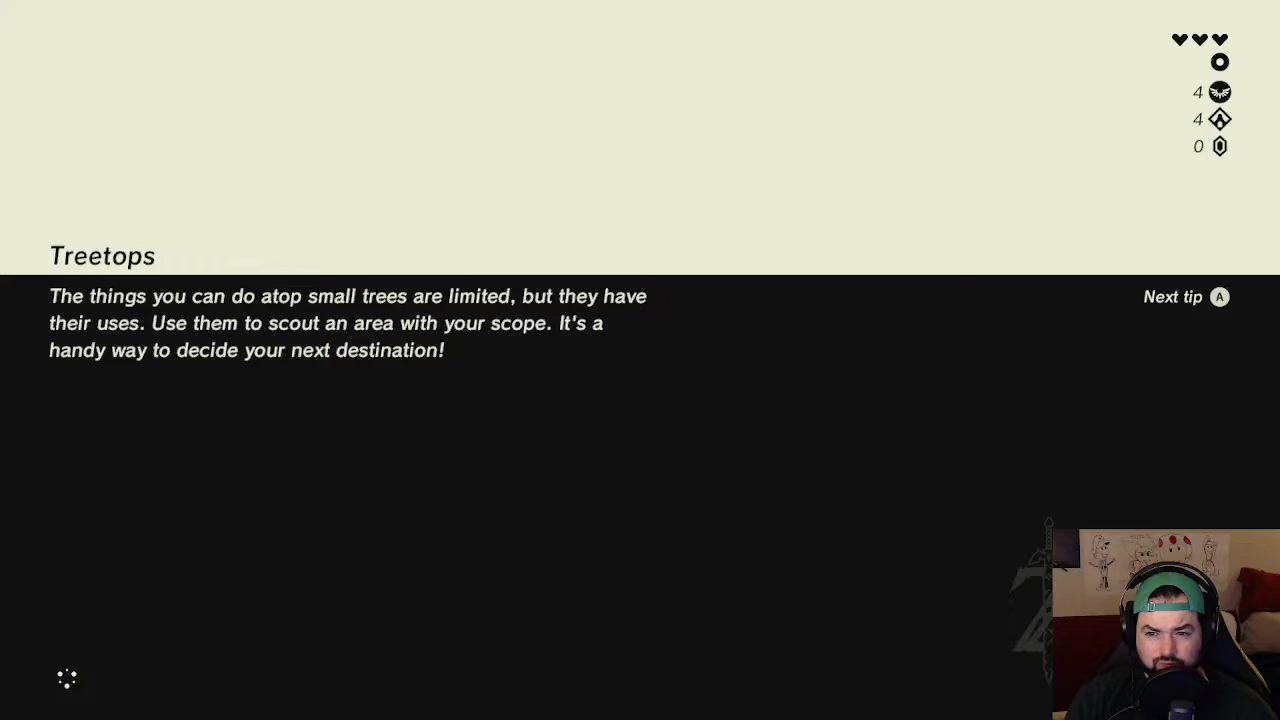 4
4
0
Treetops
The things you can do atop small trees are limited, but they have
their uses. Use them to scout an area with your scope. It's a
handy way to decide your next destination!
Next tip A